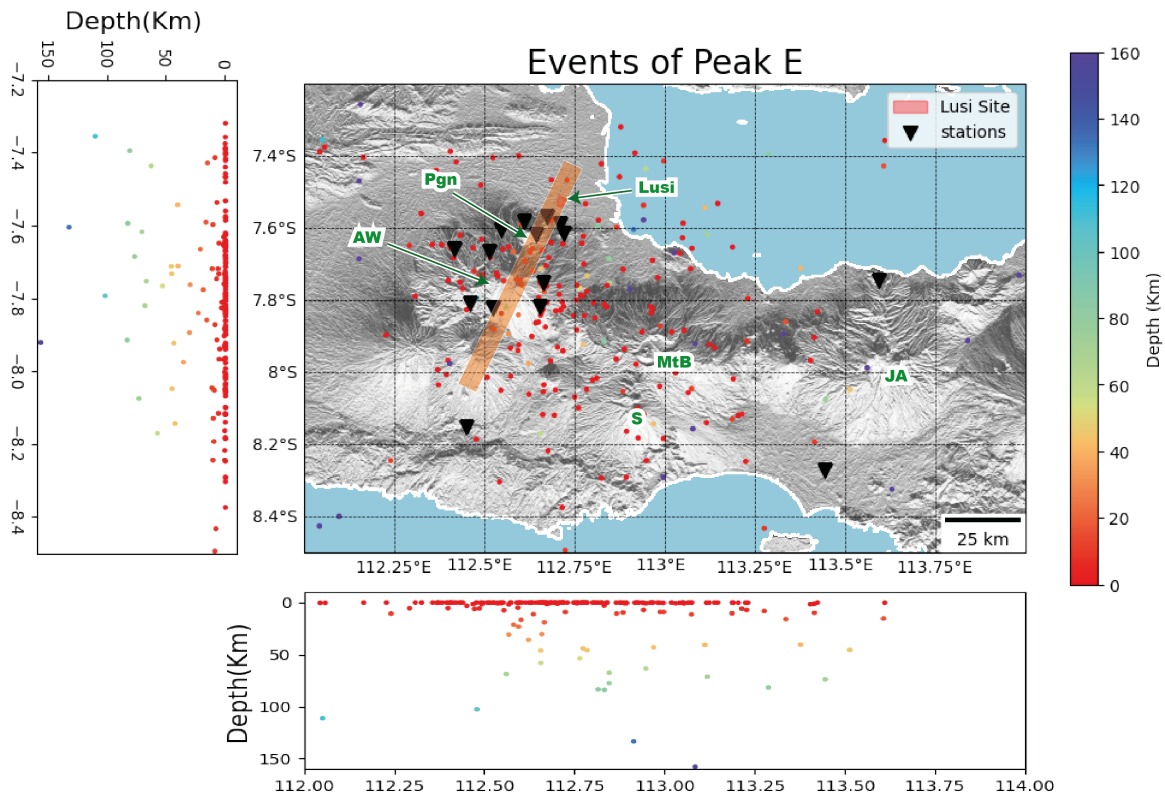 Depth(Km)
150
100
50
0
−7.2
−7.4
−7.6
−7.8
−8.0
−8.2
−8.4
Events of Peak E
Lusi Site
stations
7.4°S
7.6°S
7.8°S
8°S
8.2°S
8.4°S
Pgn
Lusi
AW
MtB
JA
S
25 km
112.25°E
112.5°E
112.75°E
113°E
113.25°E
113.5°E
113.75°E
160
140
120
100
80
60
40
20
0
Depth (Km)
Depth(Km)
0
50
100
150
112.00
112.25
112.50
112.75
113.00
113.25
113.50
113.75
114.00